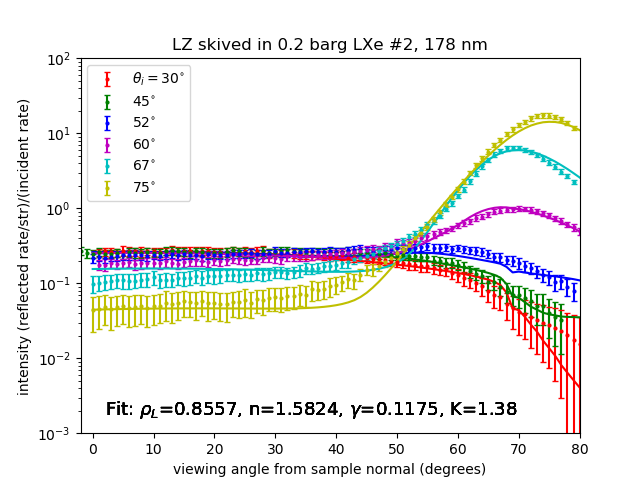 LZ skived in 0.2 barg LXe #2, 178 nm
intensity (reflected rate/str)/(incident rate)
10²
10¹
10⁰
10⁻¹
10⁻²
10⁻³
θᵢ = 30°
45°
52°
60°
67°
75°
Fit: ρ_L=0.8557, n=1.5824, γ=0.1175, K=1.38
0 10 20 30 40 50 60 70 80
viewing angle from sample normal (degrees)